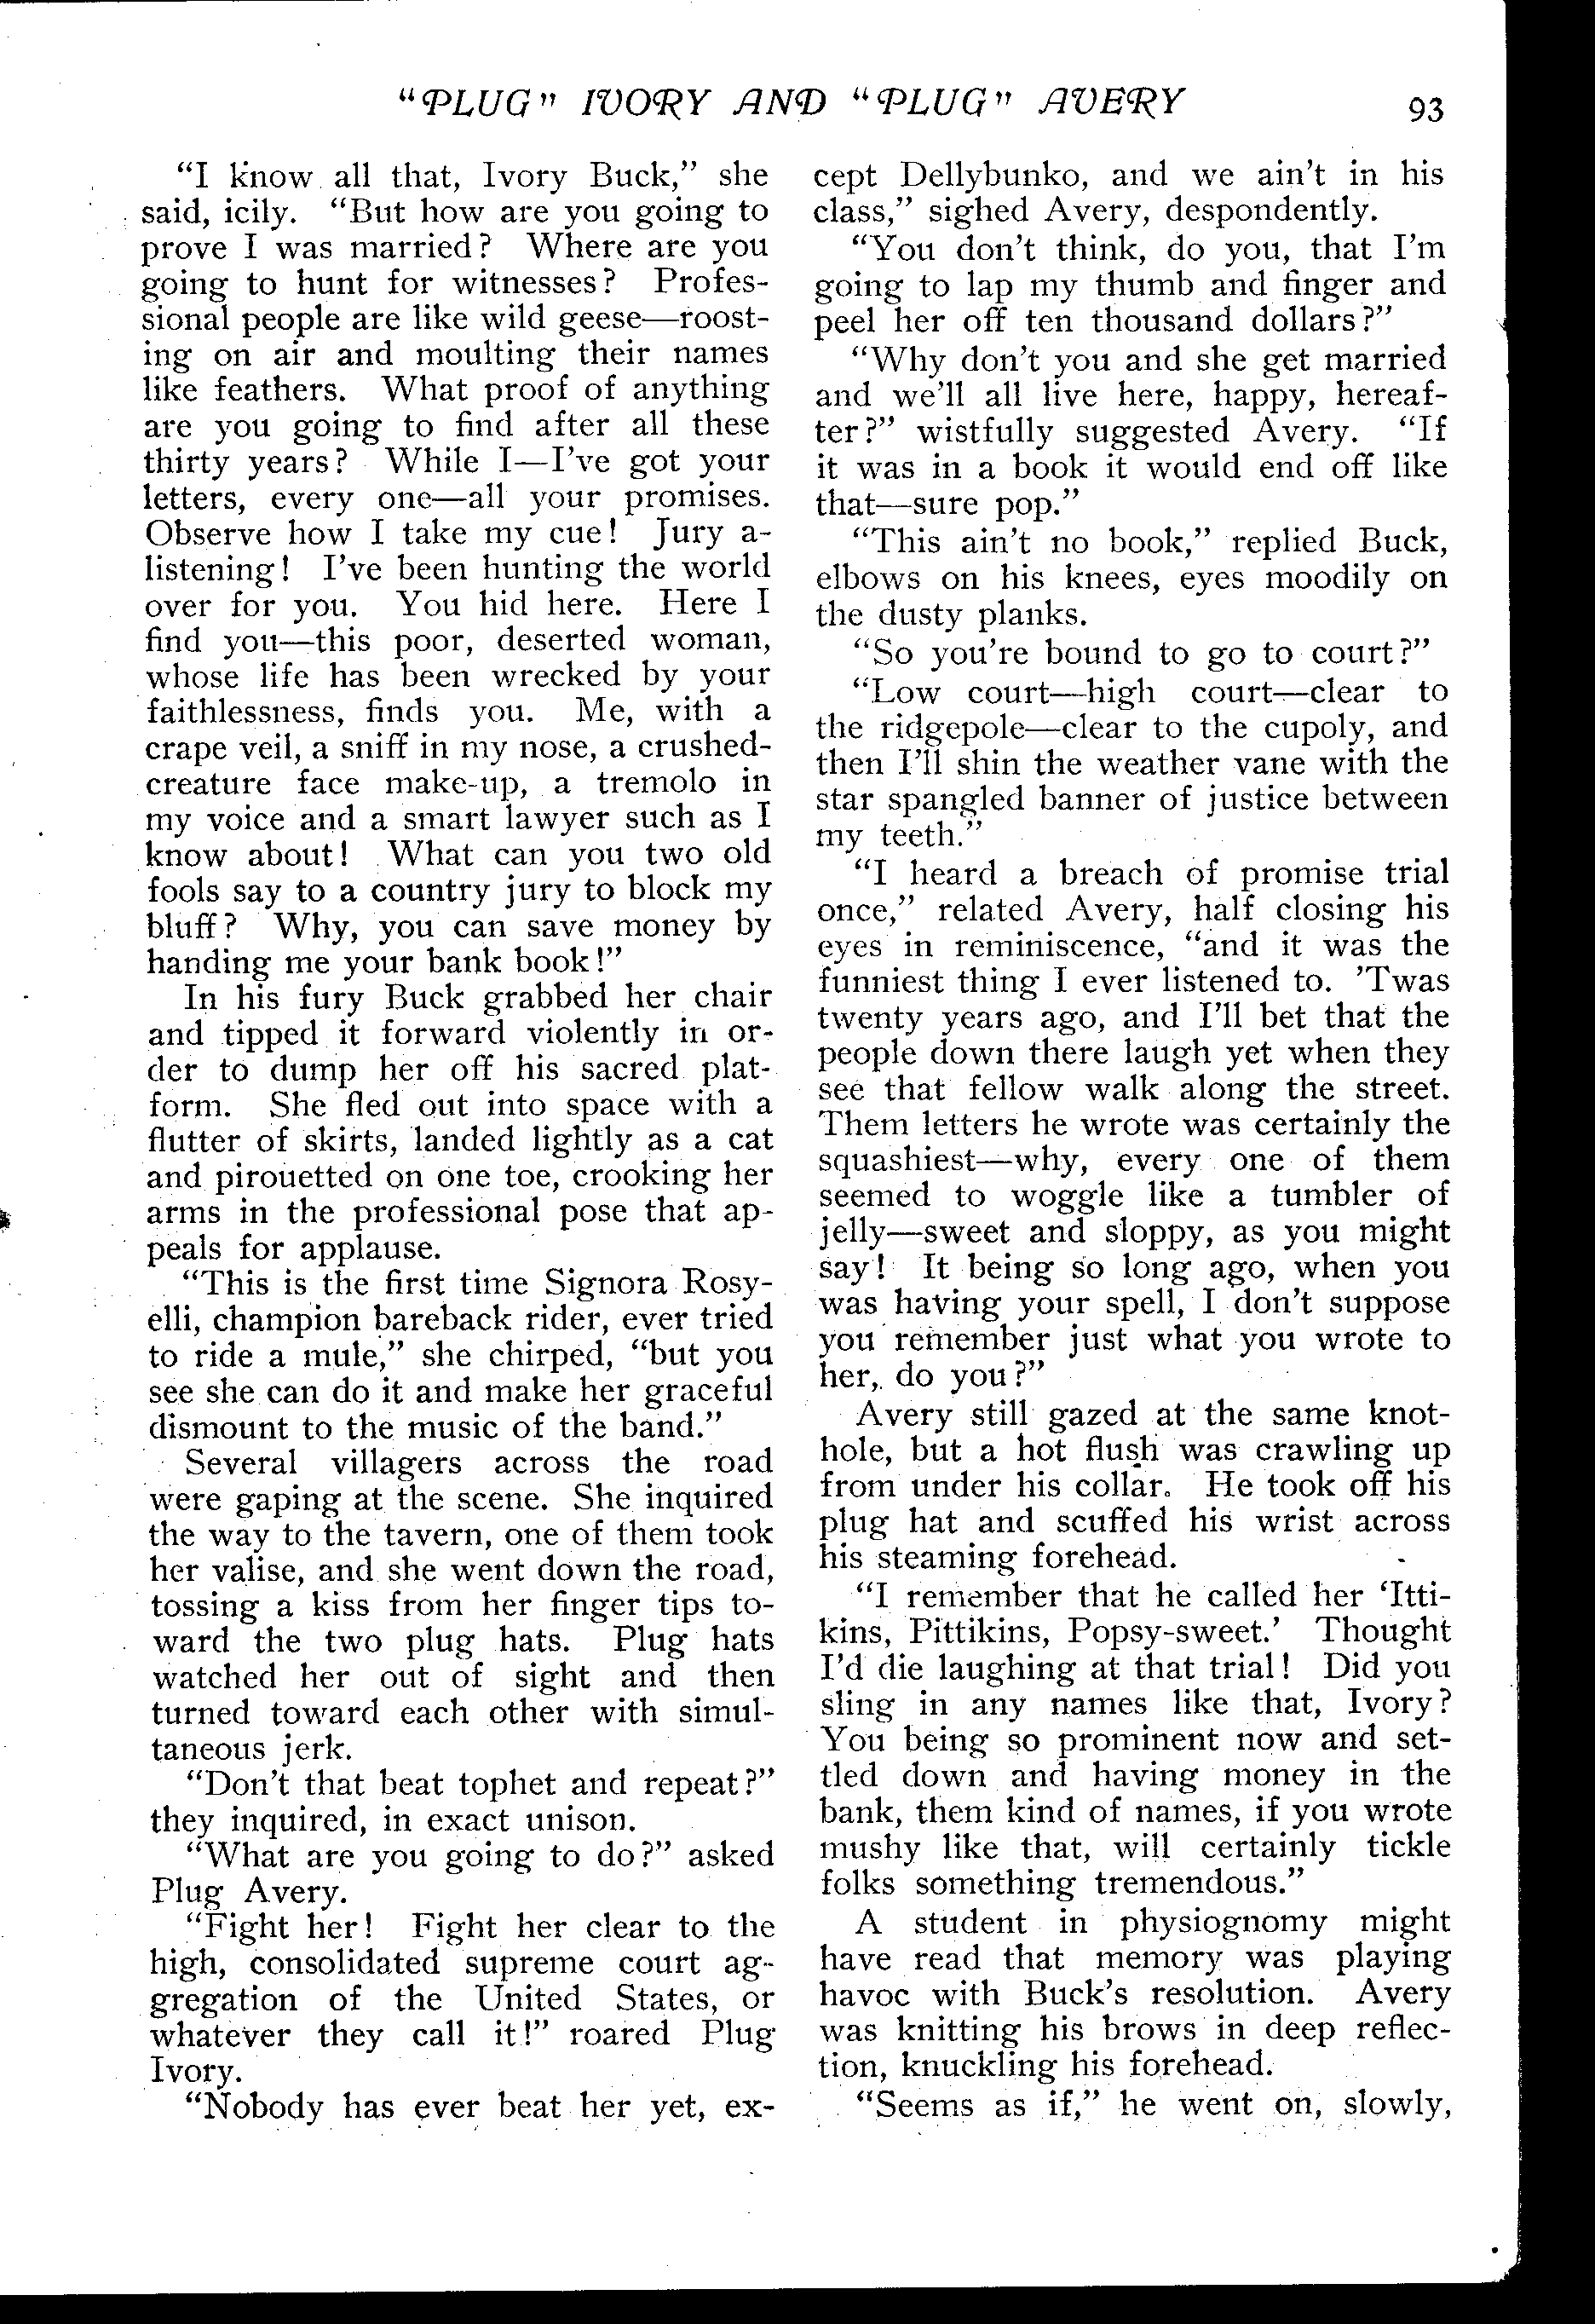 "PLUG" IVORY AND "PLUG" AVERY
93
"I know all that, Ivory Buck," she
said, icily. "But how are you going to
prove I was married? Where are you
going to hunt for witnesses? Profes-
sional people are like wild geese—roost-
ing on air and moulting their names
like feathers. What proof of anything
are you going to find after all these
thirty years? While I—I've got your
letters, every one—all your promises.
Observe how I take my cue! Jury a-
listening! I've been hunting the world
over for you. You hid here. Here I
find you—this poor, deserted woman,
whose life has been wrecked by your
faithlessness, finds you. Me, with a
crape veil, a sniff in my nose, a crushed-
creature face make-up, a tremolo in
my voice and a smart lawyer such as I
know about! What can you two old
fools say to a country jury to block my
bluff? Why, you can save money by
handing me your bank book!"
In his fury Buck grabbed her chair
and tipped it forward violently in or-
der to dump her off his sacred plat-
form. She fled out into space with a
flutter of skirts, landed lightly as a cat
and pirouetted on one toe, crooking her
arms in the professional pose that ap-
peals for applause.
"This is the first time Signora Rosy-
elli, champion bareback rider, ever tried
to ride a mule," she chirped, "but you
see she can do it and make her graceful
dismount to the music of the band."
Several villagers across the road
were gaping at the scene. She inquired
the way to the tavern, one of them took
her valise, and she went down the road,
tossing a kiss from her finger tips to-
ward the two plug hats. Plug hats
watched her out of sight and then
turned toward each other with simul-
taneous jerk.
"Don't that beat tophet and repeat?"
they inquired, in exact unison.
"What are you going to do?" asked
Plug Avery.
"Fight her! Fight her clear to the
high, consolidated supreme court ag-
gregation of the United States, or
whatever they call it!" roared Plug
Ivory.
"Nobody has ever beat her yet, ex-
cept Dellybunko, and we ain't in his
class," sighed Avery, despondently.
"You don't think, do you, that I'm
going to lap my thumb and finger and
peel her off ten thousand dollars?"
"Why don't you and she get married
and we'll all live here, happy, hereaf-
ter?" wistfully suggested Avery. "If
it was in a book it would end off like
that—sure pop."
"This ain't no book," replied Buck,
elbows on his knees, eyes moodily on
the dusty planks.
"So you're bound to go to court?"
"Low court—high court—clear to
the ridgepole—clear to the cupoly, and
then I'll shin the weather vane with the
star spangled banner of justice between
my teeth."
"I heard a breach of promise trial
once," related Avery, half closing his
eyes in reminiscence, "and it was the
funniest thing I ever listened to. 'Twas
twenty years ago, and I'll bet that the
people down there laugh yet when they
see that fellow walk along the street.
Them letters he wrote was certainly the
squashiest—why, every one of them
seemed to woggle like a tumbler of
jelly—sweet and sloppy, as you might
say! It being so long ago, when you
was having your spell, I don't suppose
you remember just what you wrote to
her, do you?"
Avery still gazed at the same knot-
hole, but a hot flush was crawling up
from under his collar. He took off his
plug hat and scuffed his wrist across
his steaming forehead.
"I remember that he called her 'Itti-
kins, Pittikins, Popsy-sweet.' Thought
I'd die laughing at that trial! Did you
sling in any names like that, Ivory?
You being so prominent now and set-
tled down and having money in the
bank, them kind of names, if you wrote
mushy like that, will certainly tickle
folks something tremendous."
A student in physiognomy might
have read that memory was playing
havoc with Buck's resolution. Avery
was knitting his brows in deep reflec-
tion, knuckling his forehead.
"Seems as if," he went on, slowly,